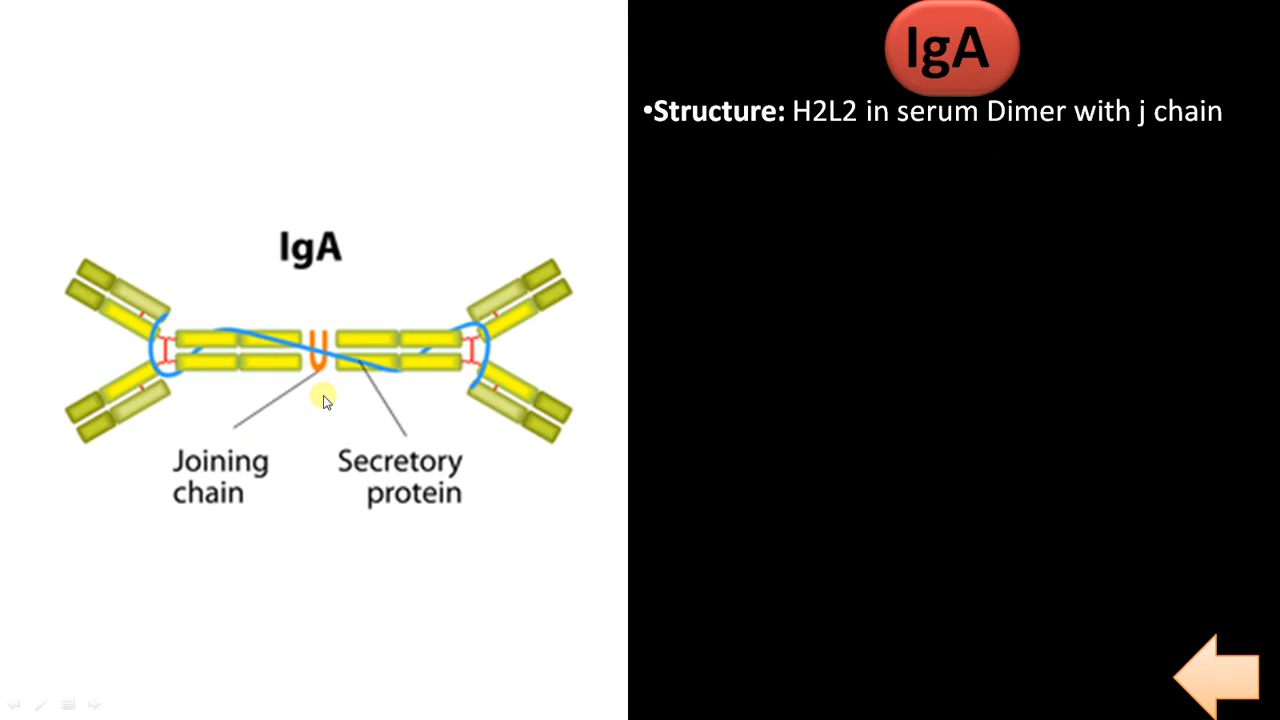 IgA
•Structure: H2L2 in serum Dimer with j chain
IgA
Joining
chain
Secretory
protein